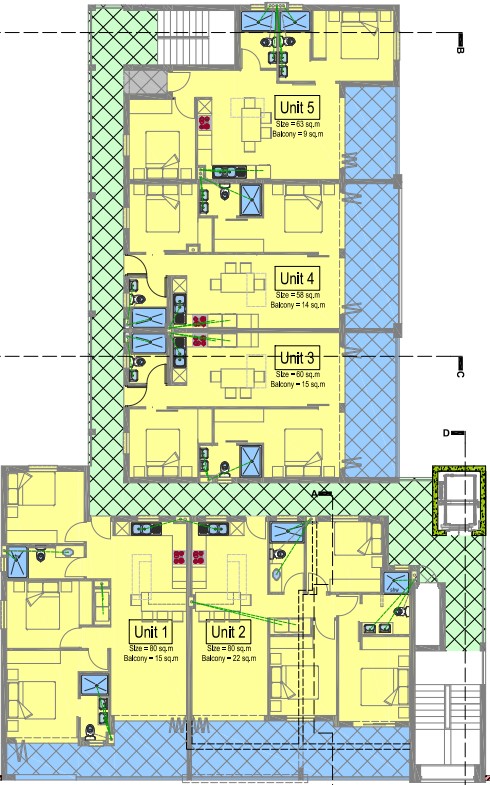 B
Unit 5
Size = 63 sq.m
Balcony = 9 sq.m
Unit 4
Size = 58 sq.m
Balcony = 14 sq.m
Unit 3
Size = 60 sq.m
Balcony = 15 sq.m
C
D
A
Unit 1
Size = 80 sq.m
Balcony = 15 sq.m
Unit 2
Size = 80 sq.m
Balcony = 22 sq.m